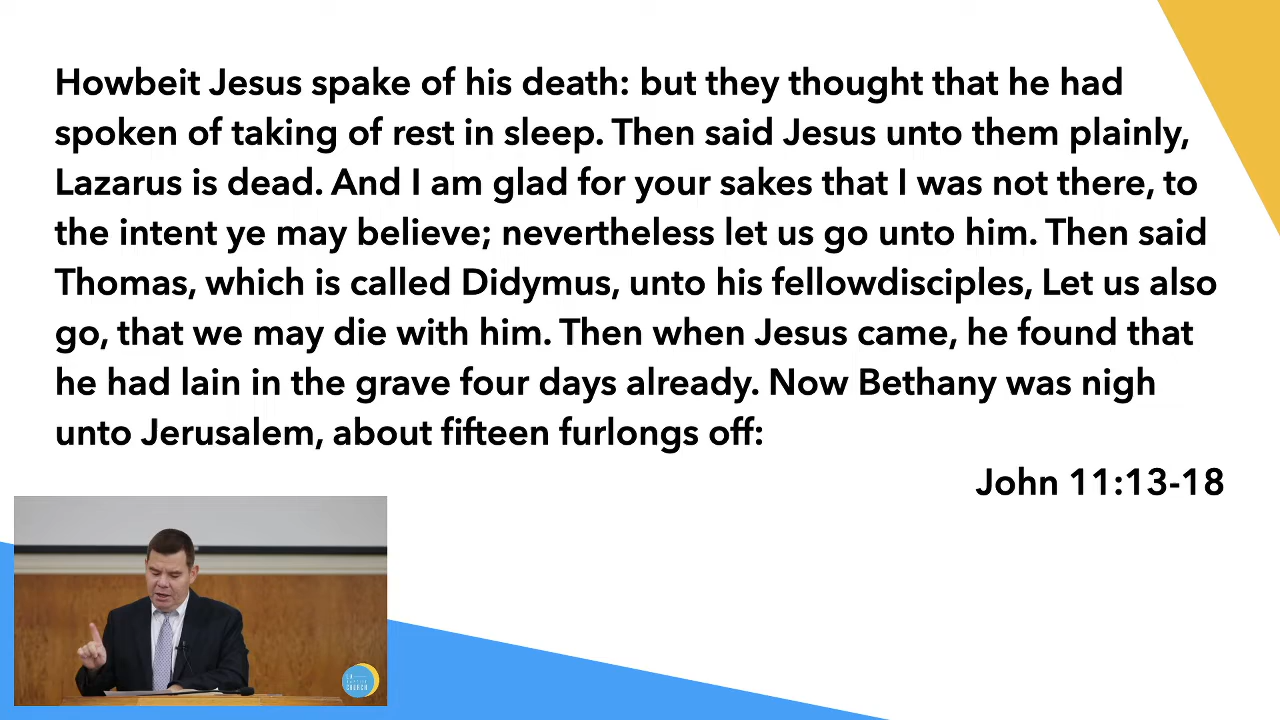 Howbeit Jesus spake of his death: but they thought that he had
spoken of taking of rest in sleep. Then said Jesus unto them plainly,
Lazarus is dead. And I am glad for your sakes that I was not there, to
the intent ye may believe; nevertheless let us go unto him. Then said
Thomas, which is called Didymus, unto his fellowdisciples, Let us also
go, that we may die with him. Then when Jesus came, he found that
he had lain in the grave four days already. Now Bethany was nigh
unto Jerusalem, about fifteen furlongs off:
John 11:13-18
CHURCH